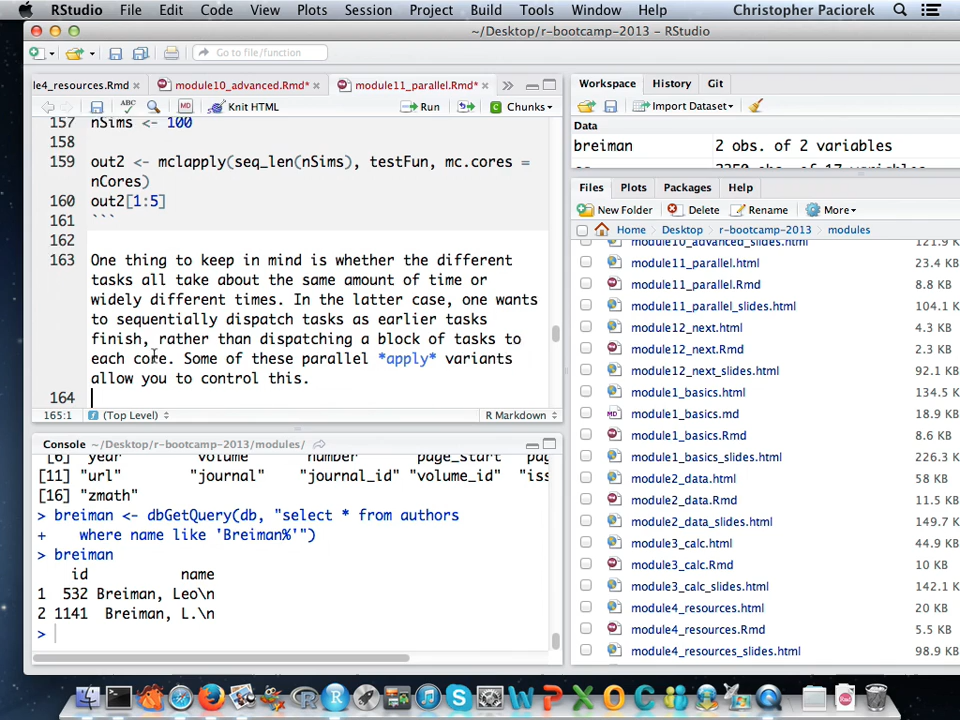 RStudio File Edit Code View Plots Session Project Build Tools Window Help Christopher Paciorek
~/Desktop/r-bootcamp-2013 – RStudio
Go to file/function
le4_resources.Rmd × module10_advanced.Rmd* × module11_parallel.Rmd* ×
ABC MD Knit HTML Run Chunks
157 nSims <- 100
158
159 out2 <- mclapply(seq_len(nSims), testFun, mc.cores =
nCores)
160 out2[1:5]
161 ```
162
163 One thing to keep in mind is whether the different
tasks all take about the same amount of time or
widely different times. In the latter case, one wants
to sequentially dispatch tasks as earlier tasks
finish, rather than dispatching a block of tasks to
each core. Some of these parallel *apply* variants
allow you to control this.
164
165:1 (Top Level) R Markdown
Console ~/Desktop/r-bootcamp-2013/modules/
[6] "year" "volume" "number" "page_start" "pag
[11] "url" "journal" "journal_id" "volume_id" "iss
[16] "zmath"
> breiman <- dbGetQuery(db, "select * from authors
+ where name like 'Breiman%'")
> breiman
id name
1 532 Breiman, Leo\n
2 1141 Breiman, L.\n
>
Workspace History Git
Import Dataset
Data
breiman 2 obs. of 2 variables
Files Plots Packages Help
New Folder Delete Rename More
Home Desktop r-bootcamp-2013 modules
module10_advanced_slides.html 121.9 K
module11_parallel.html 23.4 KB
module11_parallel.Rmd 8.8 KB
module11_parallel_slides.html 104.1 K
module12_next.html 4.3 KB
module12_next.Rmd 2.3 KB
module12_next_slides.html 92.1 KB
module1_basics.html 134.5 K
module1_basics.md 18.9 KB
module1_basics.Rmd 8.6 KB
module1_basics_slides.html 226.3 K
module2_data.html 58 KB
module2_data.Rmd 11.5 KB
module2_data_slides.html 149.7 K
module3_calc.html 44.9 KB
module3_calc.Rmd 10 KB
module3_calc_slides.html 142.1 K
module4_resources.html 20 KB
module4_resources.Rmd 5.5 KB
module4_resources_slides.html 98.9 KB